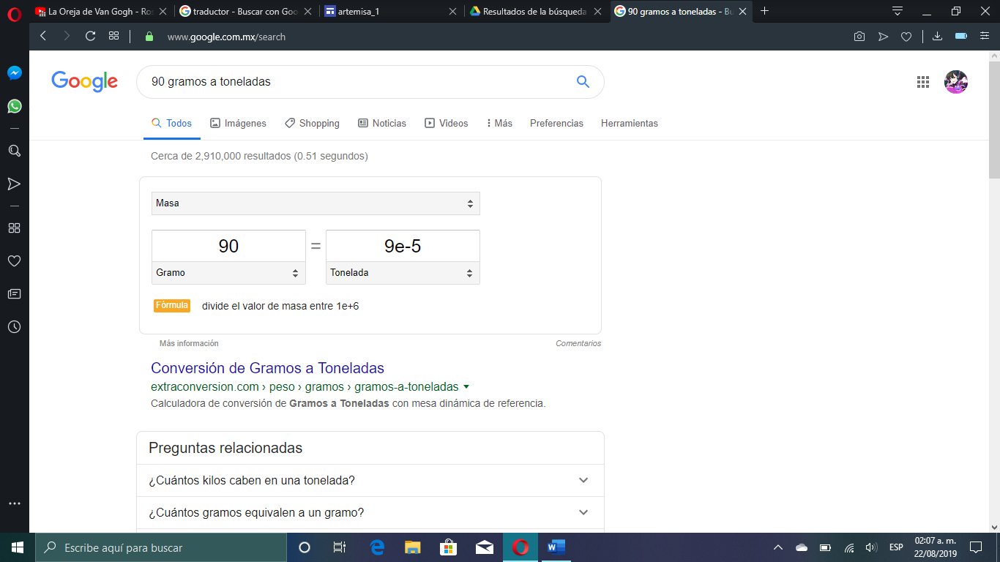 La Oreja de Van Gogh - Ros
traductor - Buscar con Goo
artemisa_1
Resultados de la búsqueda
90 gramos a toneladas - Bu
www.google.com.mx/search
Google
90 gramos a toneladas
Todos
Imágenes
Shopping
Noticias
Videos
Más
Preferencias
Herramientas
Cerca de 2,910,000 resultados (0.51 segundos)
Masa
90 = 9e-5
Gramo
Tonelada
Fórmula divide el valor de masa entre 1e+6
Más información
Comentarios
Conversión de Gramos a Toneladas
extraconversion.com › peso › gramos › gramos-a-toneladas
Calculadora de conversión de Gramos a Toneladas con mesa dinámica de referencia.
Preguntas relacionadas
¿Cuántos kilos caben en una tonelada?
¿Cuántos gramos equivalen a un gramo?
Escribe aquí para buscar
ESP
02:07 a. m.
22/08/2019